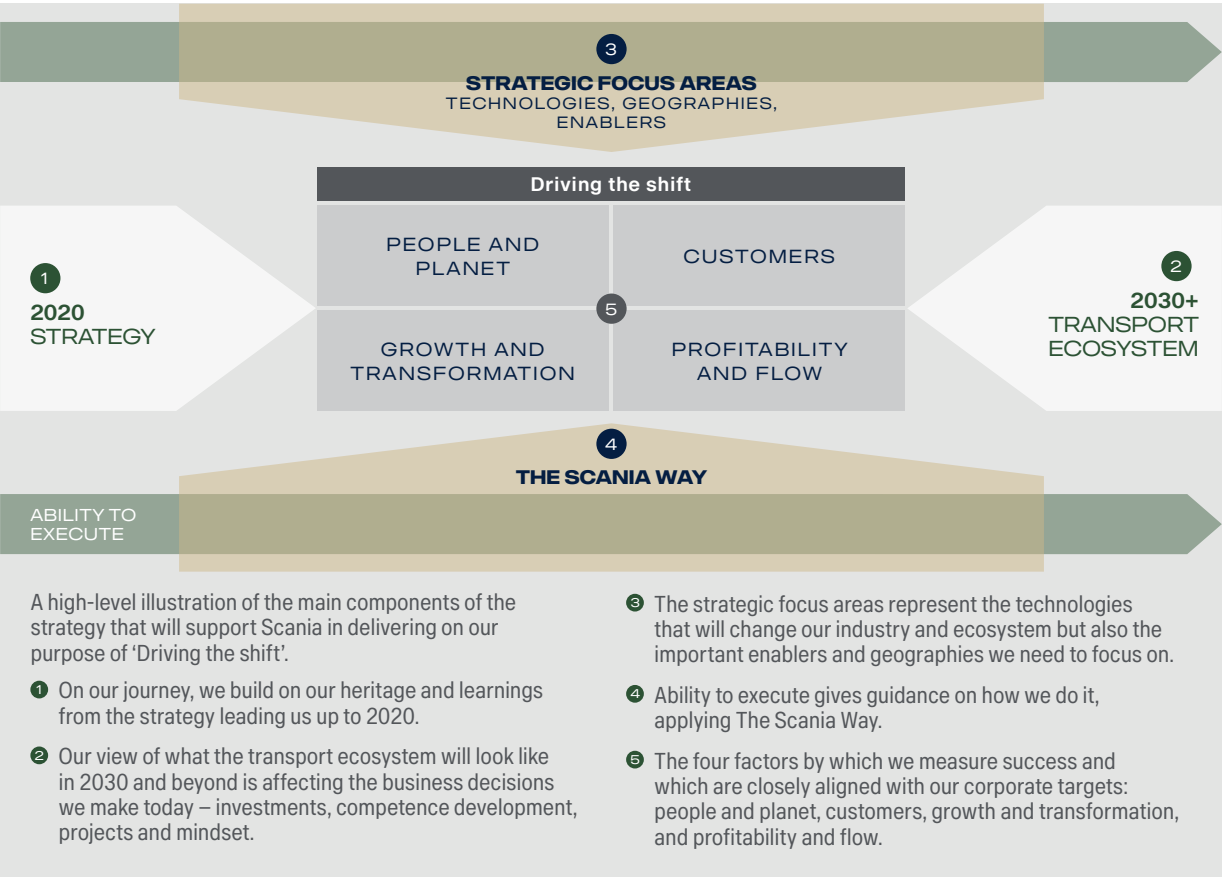 3
STRATEGIC FOCUS AREAS
TECHNOLOGIES, GEOGRAPHIES,
ENABLERS
Driving the shift
1
2020
STRATEGY
PEOPLE AND
PLANET
CUSTOMERS
5
GROWTH AND
TRANSFORMATION
PROFITABILITY
AND FLOW
2
2030+
TRANSPORT
ECOSYSTEM
4
THE SCANIA WAY
ABILITY TO
EXECUTE
A high-level illustration of the main components of the
strategy that will support Scania in delivering on our
purpose of ‘Driving the shift’.
1 On our journey, we build on our heritage and learnings
from the strategy leading us up to 2020.
2 Our view of what the transport ecosystem will look like
in 2030 and beyond is affecting the business decisions
we make today – investments, competence development,
projects and mindset.
3 The strategic focus areas represent the technologies
that will change our industry and ecosystem but also the
important enablers and geographies we need to focus on.
4 Ability to execute gives guidance on how we do it,
applying The Scania Way.
5 The four factors by which we measure success and
which are closely aligned with our corporate targets:
people and planet, customers, growth and transformation,
and profitability and flow.